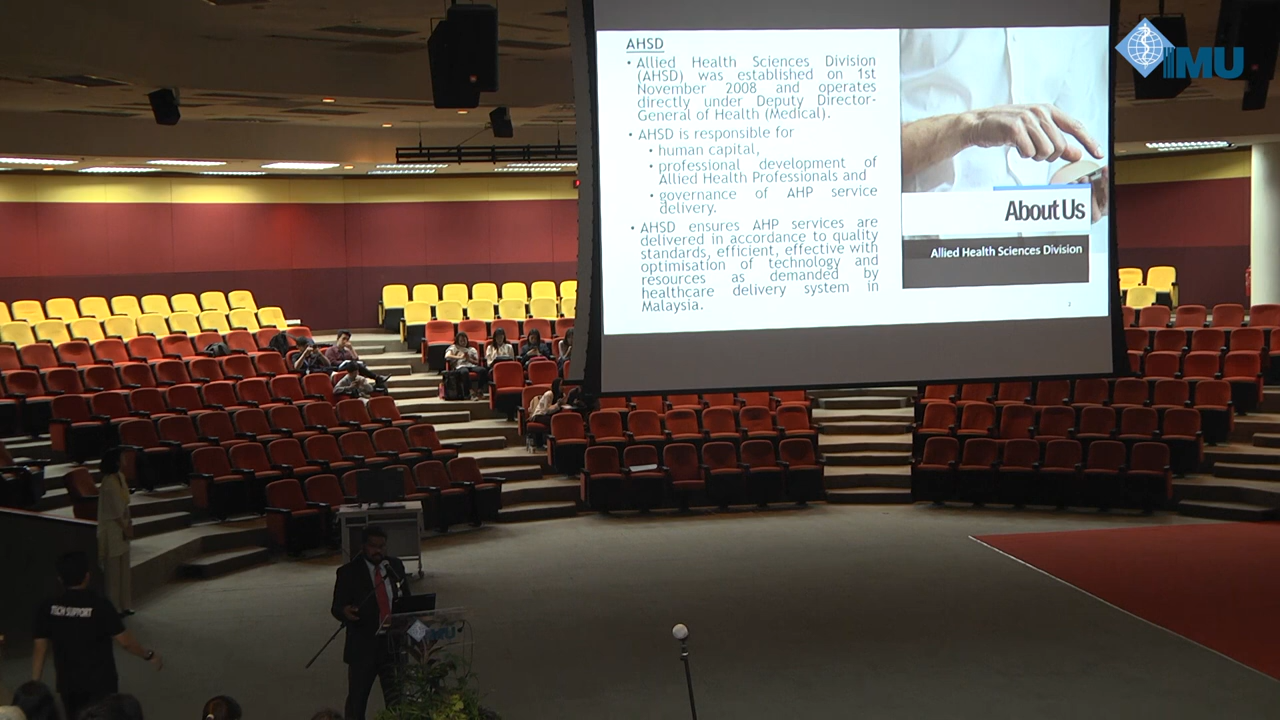 AHSD
• Allied Health Sciences Division
(AHSD) was established on 1st
November 2008 and operates
directly under Deputy Director-
General of Health (Medical).
• AHSD is responsible for
• human capital,
• professional development of
Allied Health Professionals and
• governance of AHP service
delivery.
• AHSD ensures AHP services are
delivered in accordance to quality
standards, efficient, effective with
optimisation of technology and
resources as demanded by
healthcare delivery system in
Malaysia.
About Us
Allied Health Sciences Division
2
IMU
TECH SUPPORT
IMU